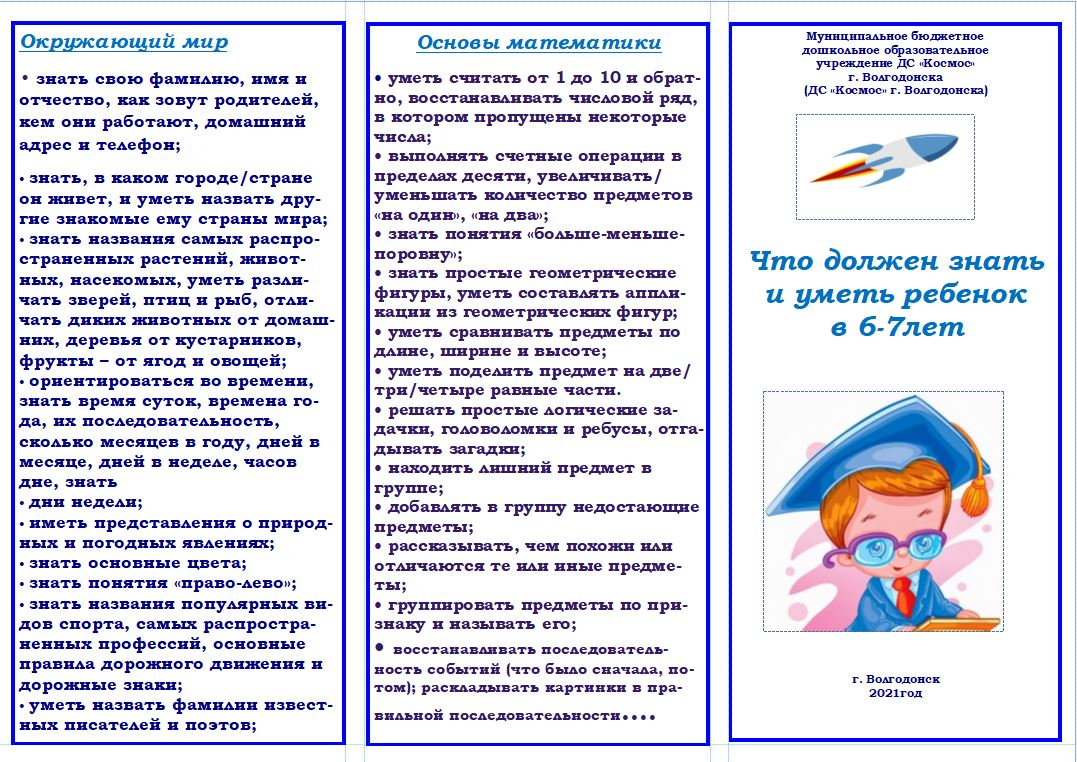 Окружающий мир
• знать свою фамилию, имя и
отчество, как зовут родителей,
кем они работают, домашний
адрес и телефон;
• знать, в каком городе/стране
он живет, и уметь назвать дру-
гие знакомые ему страны мира;
• знать названия самых распро-
страненных растений, живот-
ных, насекомых, уметь разли-
чать зверей, птиц и рыб, отли-
чать диких животных от домаш-
них, деревья от кустарников,
фрукты – от ягод и овощей;
• ориентироваться во времени,
знать время суток, времена го-
да, их последовательность,
сколько месяцев в году, дней в
месяце, дней в неделе, часов
дне, знать
• дни недели;
• иметь представления о природ-
ных и погодных явлениях;
• знать основные цвета;
• знать понятия «право-лево»;
• знать названия популярных ви-
дов спорта, самых распростра-
ненных профессий, основные
правила дорожного движения и
дорожные знаки;
• уметь назвать фамилии извест-
ных писателей и поэтов;
Основы математики
• уметь считать от 1 до 10 и обрат-
но, восстанавливать числовой ряд,
в котором пропущены некоторые
числа;
• выполнять счетные операции в
пределах десяти, увеличивать/
уменьшать количество предметов
«на один», «на два»;
• знать понятия «больше-меньше-
поровну»;
• знать простые геометрические
фигуры, уметь составлять аппли-
кации из геометрических фигур;
• уметь сравнивать предметы по
длине, ширине и высоте;
• уметь поделить предмет на две/
три/четыре равные части.
• решать простые логические за-
дачки, головоломки и ребусы, отга-
дывать загадки;
• находить лишний предмет в
группе;
• добавлять в группу недостающие
предметы;
• рассказывать, чем похожи или
отличаются те или иные предме-
ты;
• группировать предметы по при-
знаку и называть его;
• восстанавливать последователь-
ность событий (что было сначала, по-
том); раскладывать картинки в пра-
вильной последовательности....
Муниципальное бюджетное
дошкольное образовательное
учреждение ДС «Космос»
г. Волгодонска
(ДС «Космос» г. Волгодонска)
Что должен знать
и уметь ребенок
в 6-7лет
г. Волгодонск
2021год